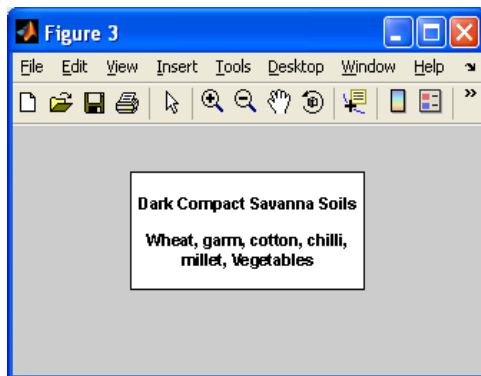 Figure 3
File Edit View Insert Tools Desktop Window Help
Dark Compact Savanna Soils
Wheat, garm, cotton, chilli,
millet, Vegetables